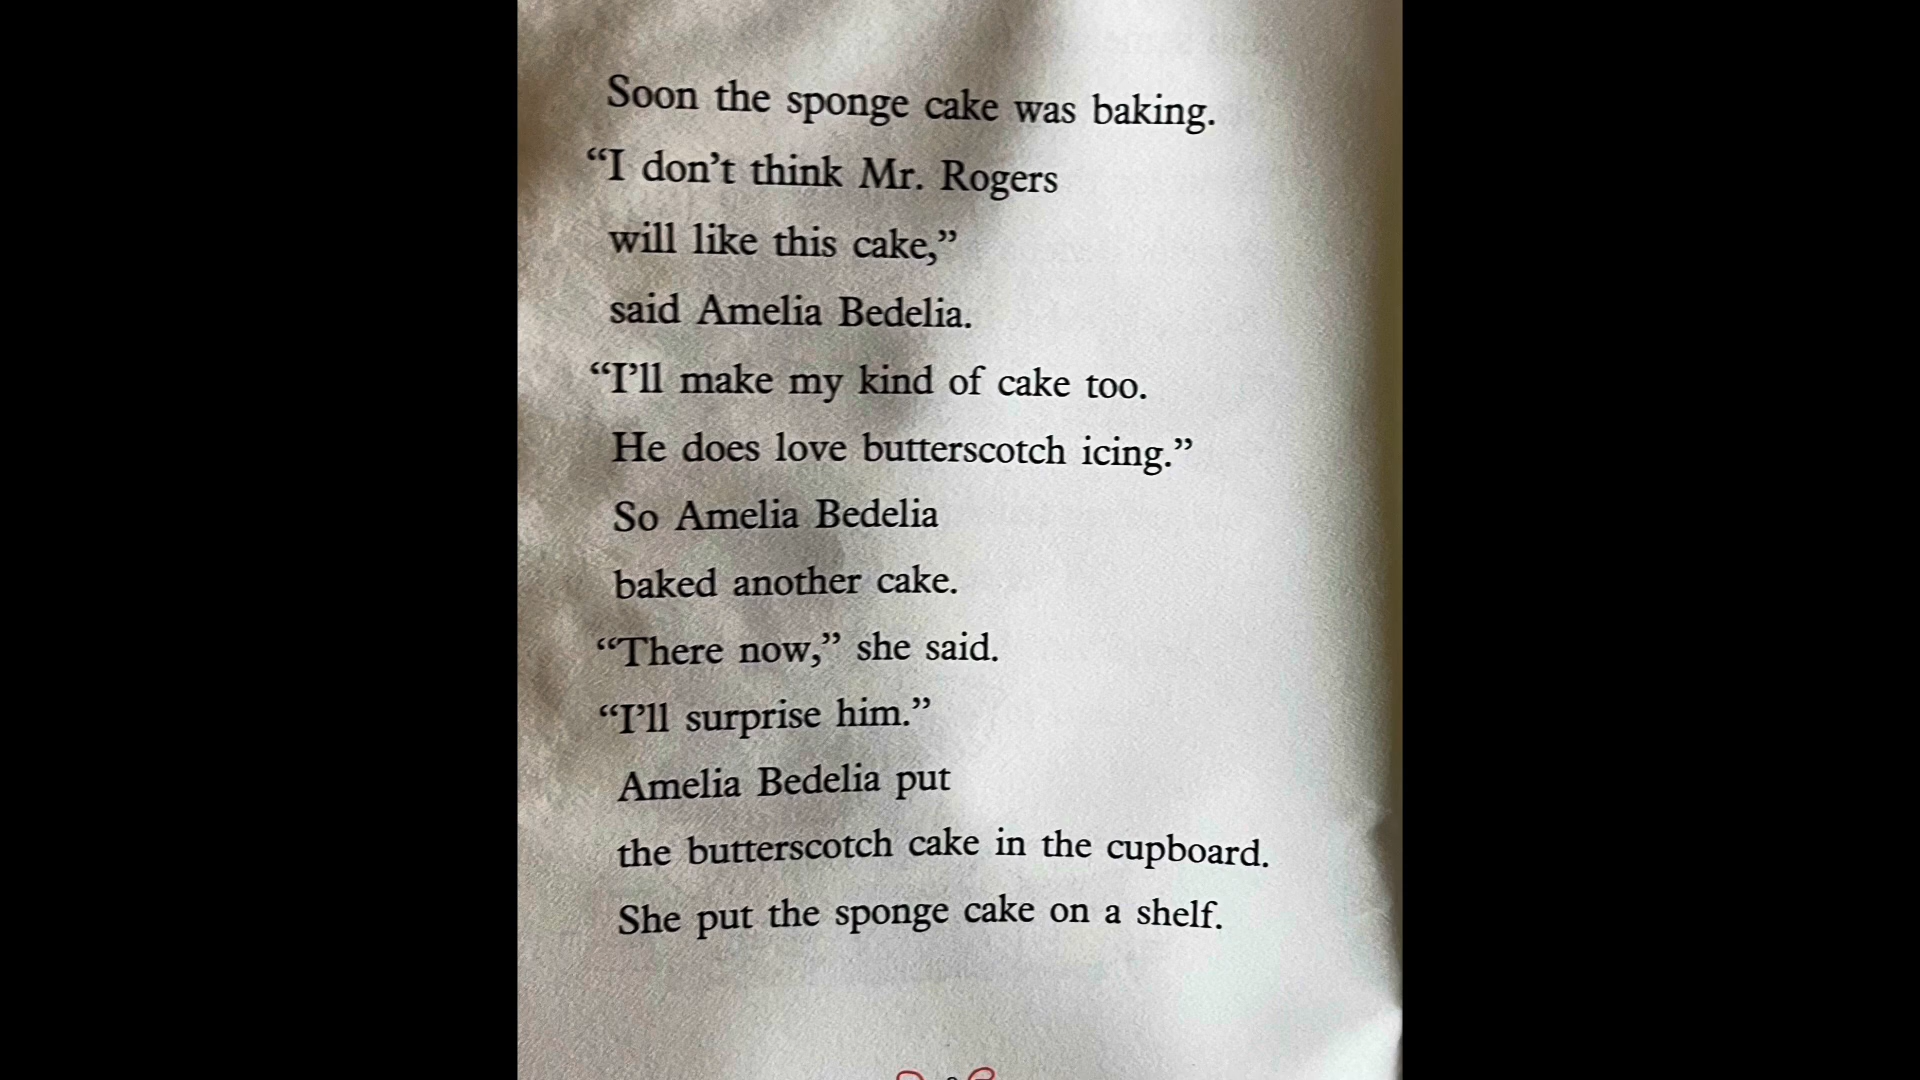 Soon the sponge cake was baking.
“I don’t think Mr. Rogers
will like this cake,”
said Amelia Bedelia.
“I’ll make my kind of cake too.
He does love butterscotch icing.”
So Amelia Bedelia
baked another cake.
“There now,” she said.
“I’ll surprise him.”
Amelia Bedelia put
the butterscotch cake in the cupboard.
She put the sponge cake on a shelf.